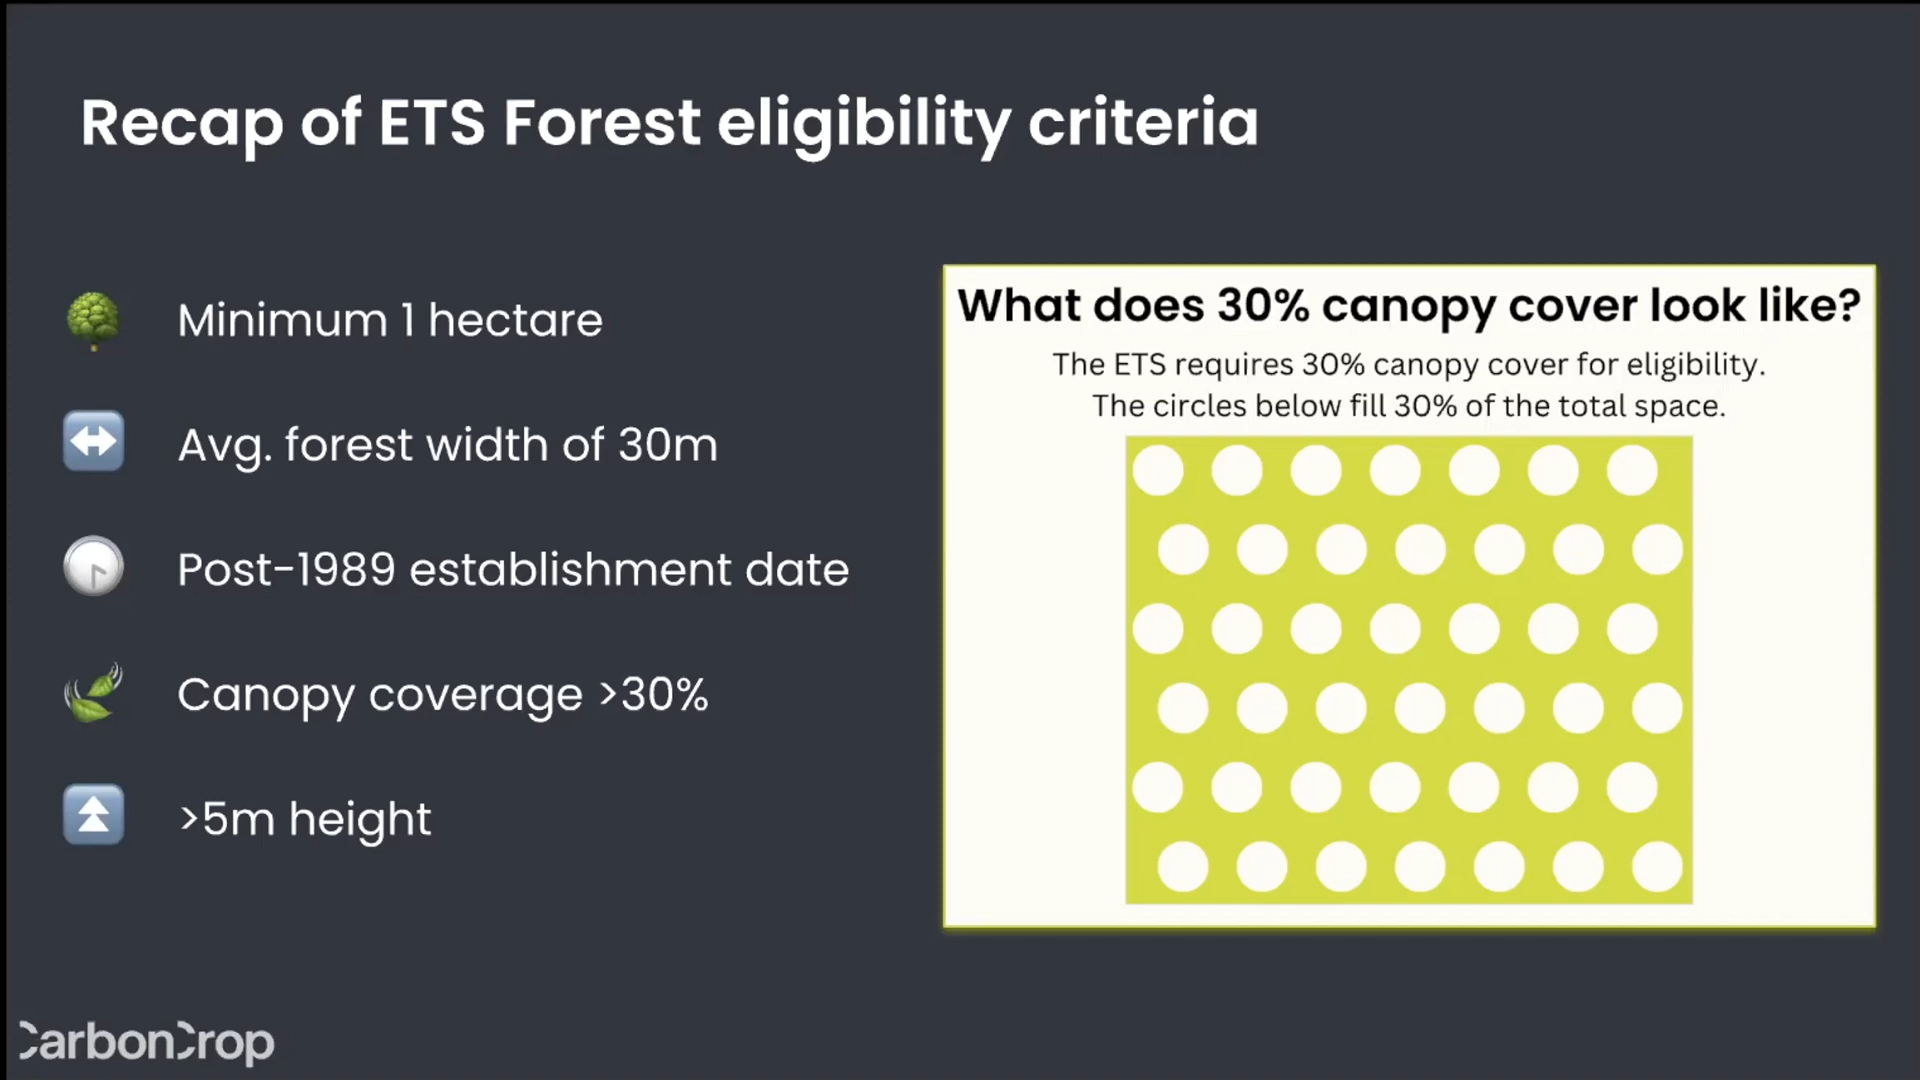 Recap of ETS Forest eligibility criteria
Minimum 1 hectare
Avg. forest width of 30m
Post-1989 establishment date
Canopy coverage >30%
>5m height
What does 30% canopy cover look like?
The ETS requires 30% canopy cover for eligibility.
The circles below fill 30% of the total space.
CarbonCrop